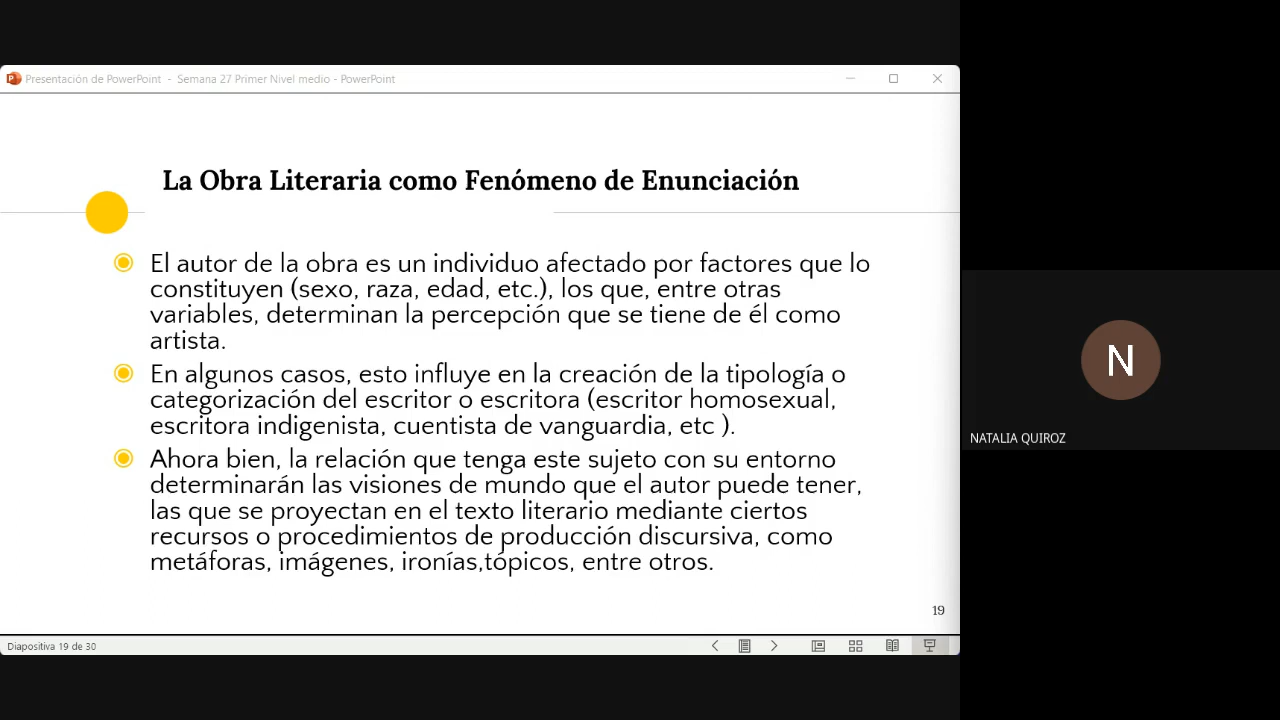 Presentación de PowerPoint - Semana 27 Primer Nivel medio - PowerPoint
La Obra Literaria como Fenómeno de Enunciación
El autor de la obra es un individuo afectado por factores que lo
constituyen (sexo, raza, edad, etc.), los que, entre otras
variables, determinan la percepción que se tiene de él como
artista.
En algunos casos, esto influye en la creación de la tipología o
categorización del escritor o escritora (escritor homosexual,
escritora indigenista, cuentista de vanguardia, etc ).
Ahora bien, la relación que tenga este sujeto con su entorno
determinarán las visiones de mundo que el autor puede tener,
las que se proyectan en el texto literario mediante ciertos
recursos o procedimientos de producción discursiva, como
metáforas, imágenes, ironías,tópicos, entre otros.
19
Diapositiva 19 de 30
N
NATALIA QUIROZ